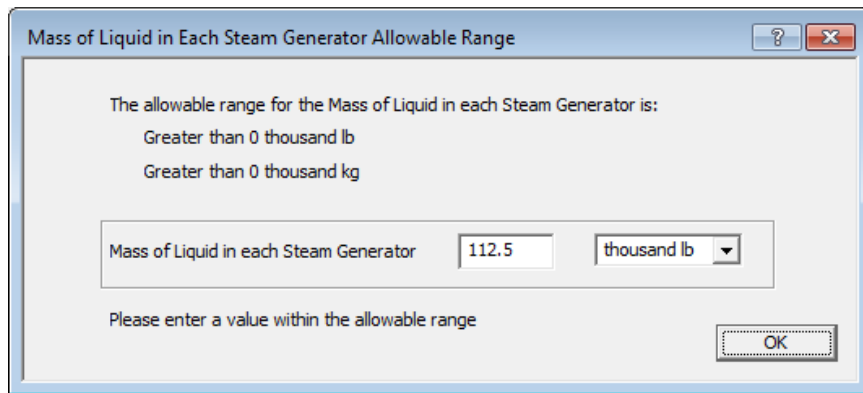 Mass of Liquid in Each Steam Generator Allowable Range
?
The allowable range for the Mass of Liquid in each Steam Generator is:
Greater than 0 thousand lb
Greater than 0 thousand kg
Mass of Liquid in each Steam Generator 112.5 thousand lb
Please enter a value within the allowable range
OK